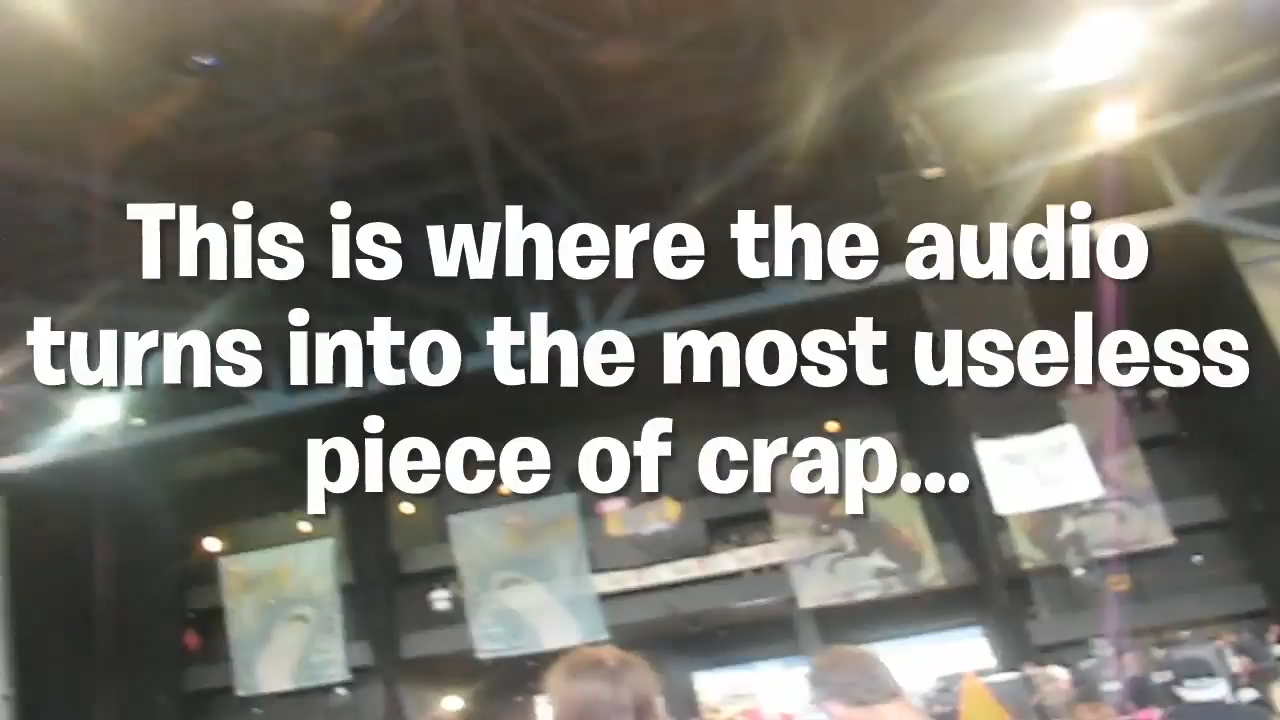 This is where the audio
turns into the most useless
piece of crap...